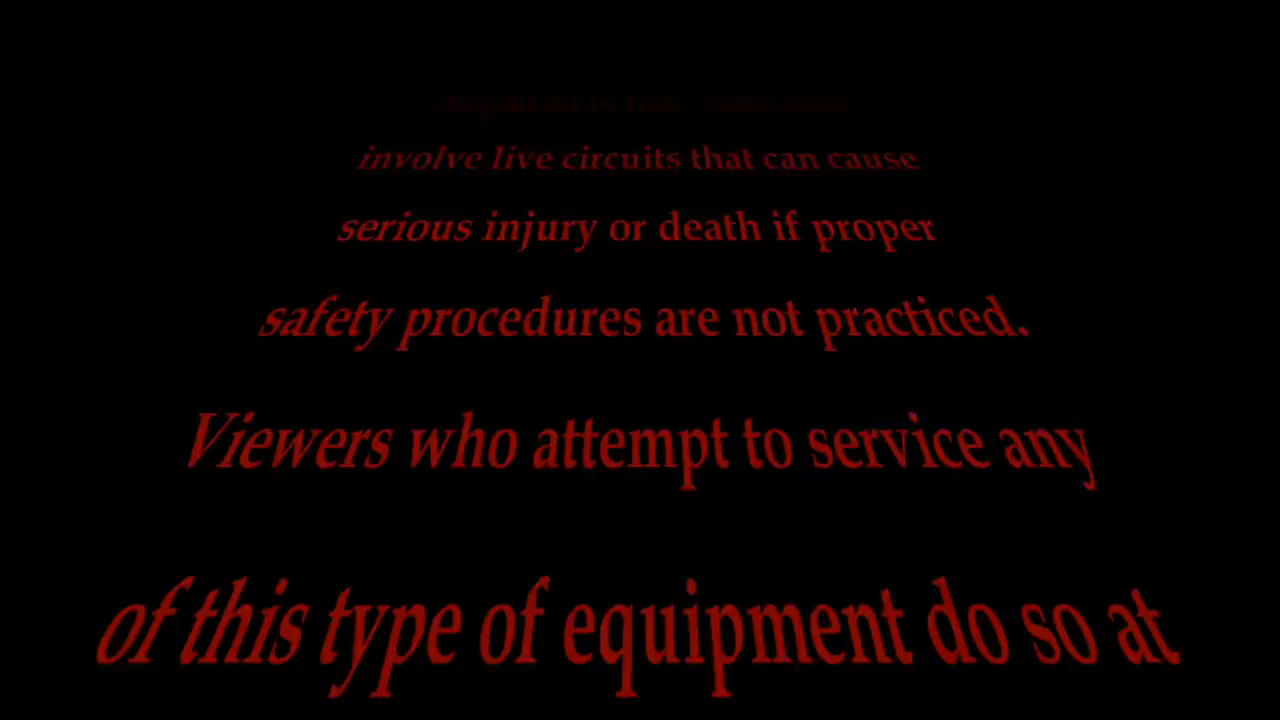 involve live circuits that can cause
serious injury or death if proper
safety procedures are not practiced.
Viewers who attempt to service any
of this type of equipment do so at